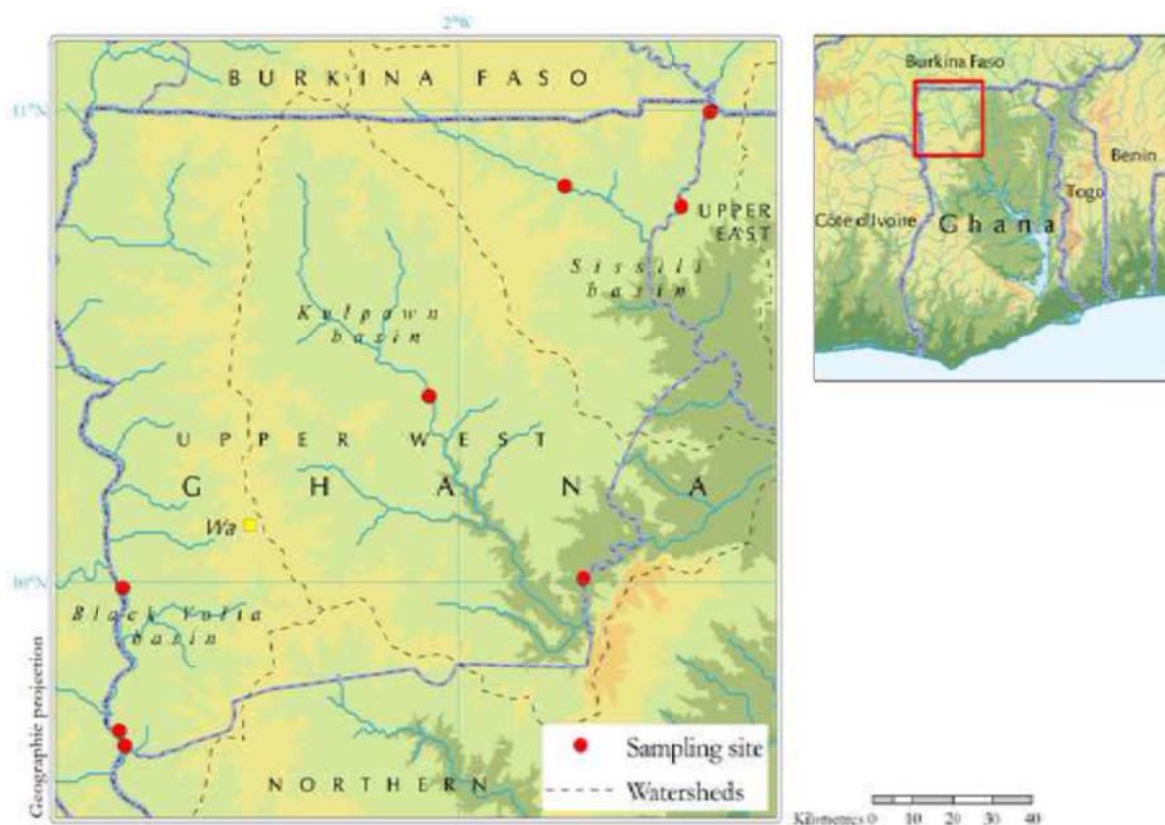 2°W
BURKINA FASO
11°N
UPPER
EAST
Sissili
basin
Kulpawn
basin
UPPER WEST
GHANA
Wa
10°N
Black Volta
basin
NORTHERN
Geographic projection
Sampling site
Watersheds
Burkina Faso
Benin
Togo
Côte d'Ivoire
Ghana
Kilometres 0 10 20 30 40